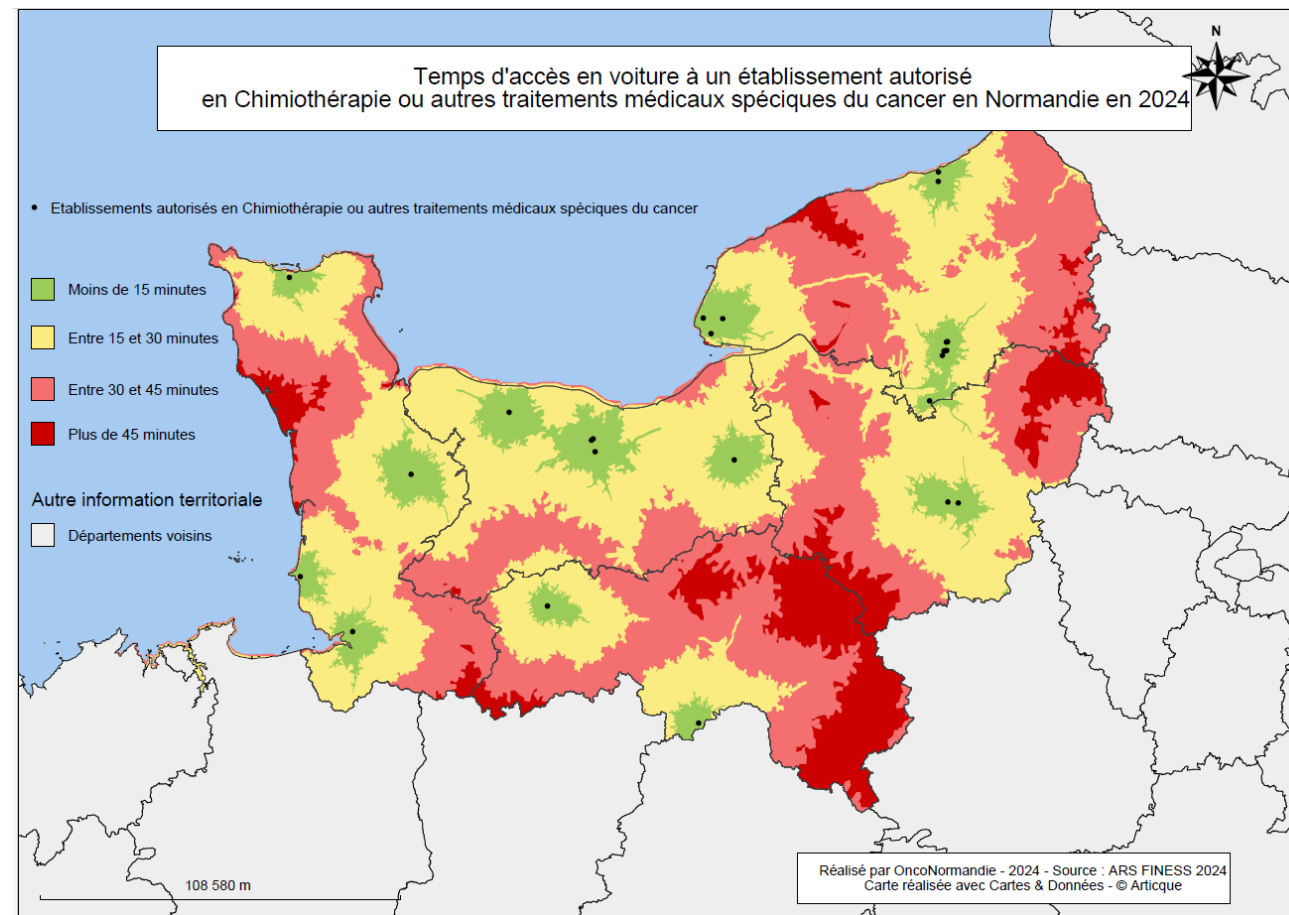 Temps d'accès en voiture à un établissement autorisé
en Chimiothérapie ou autres traitements médicaux spéciques du cancer en Normandie en 2024
N
Etablissements autorisés en Chimiothérapie ou autres traitements médicaux spéciques du cancer
Moins de 15 minutes
Entre 15 et 30 minutes
Entre 30 et 45 minutes
Plus de 45 minutes
Autre information territoriale
Départements voisins
108 580 m
Réalisé par OncoNormandie - 2024 - Source : ARS FINESS 2024
Carte réalisée avec Cartes & Données - © Articque